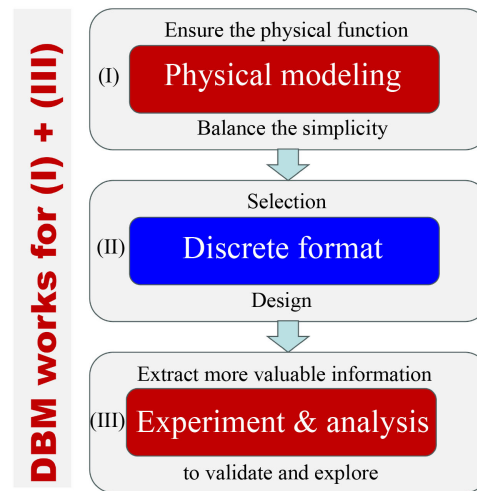 DBM works for (I) + (III)
Ensure the physical function
(I)
Physical modeling
Balance the simplicity
Selection
(II)
Discrete format
Design
Extract more valuable information
(III)
Experiment & analysis
to validate and explore